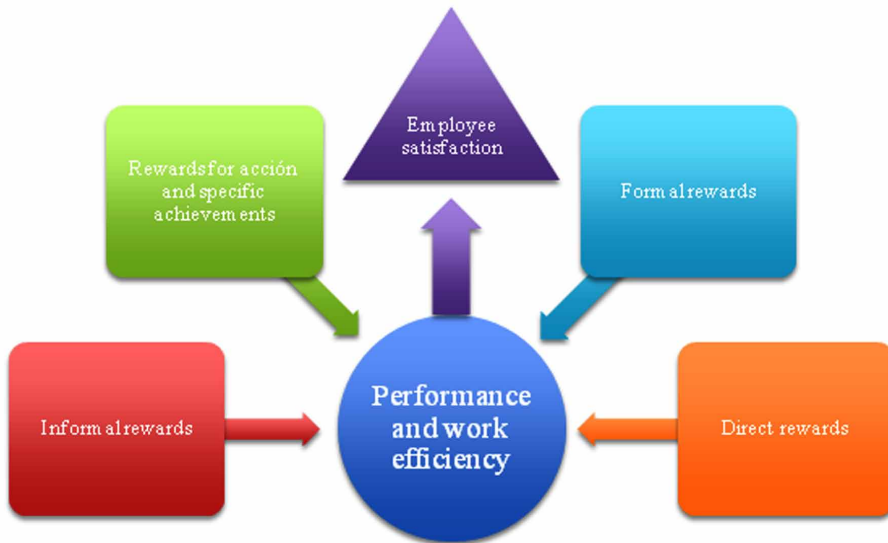 Employee
satisfaction
Rewards for acción
and specific
achievements
Formal rewards
Informal rewards
Performance
and work
efficiency
Direct rewards